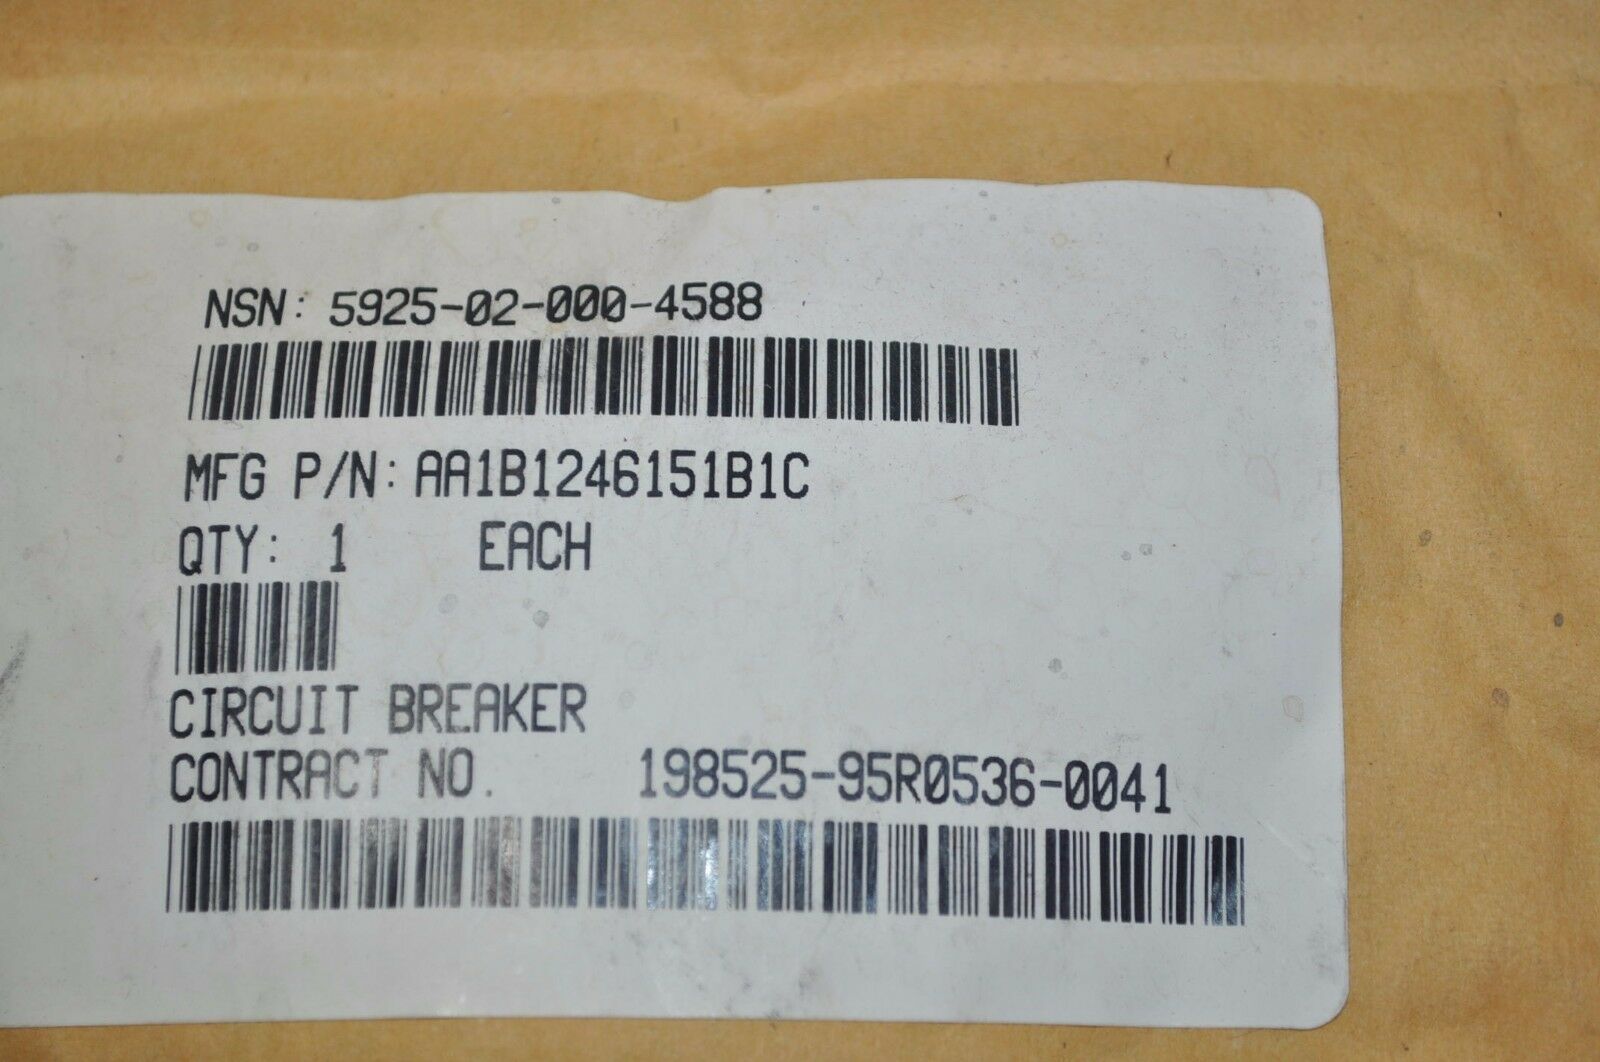 NSN: 5925-02-000-4588
MFG P/N: AA1B1246151B1C
QTY: 1 EACH
CIRCUIT BREAKER
CONTRACT NO. 198525-95R0536-0041